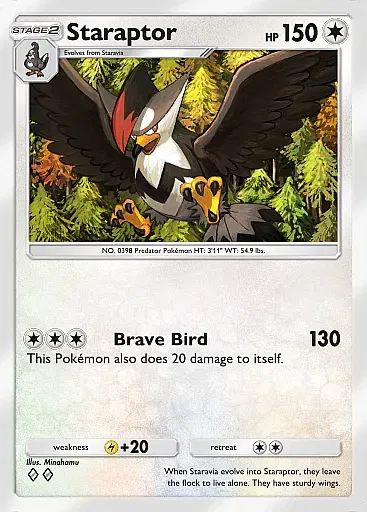 STAGE 2 Staraptor HP 150
Evolves from Staravia
NO. 0398 Predator Pokémon HT: 3'11" WT: 54.9 lbs.
Brave Bird 130
This Pokémon also does 20 damage to itself.
weakness +20 retreat
Illus. Minahamu
When Staravia evolve into Staraptor, they leave
the flock to live alone. They have sturdy wings.